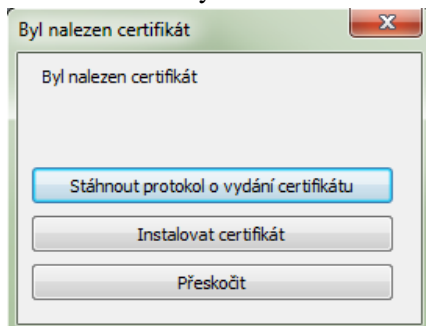 Byl nalezen certifikát
Byl nalezen certifikát
Stáhnout protokol o vydání certifikátu
Instalovat certifikát
Přeskočit